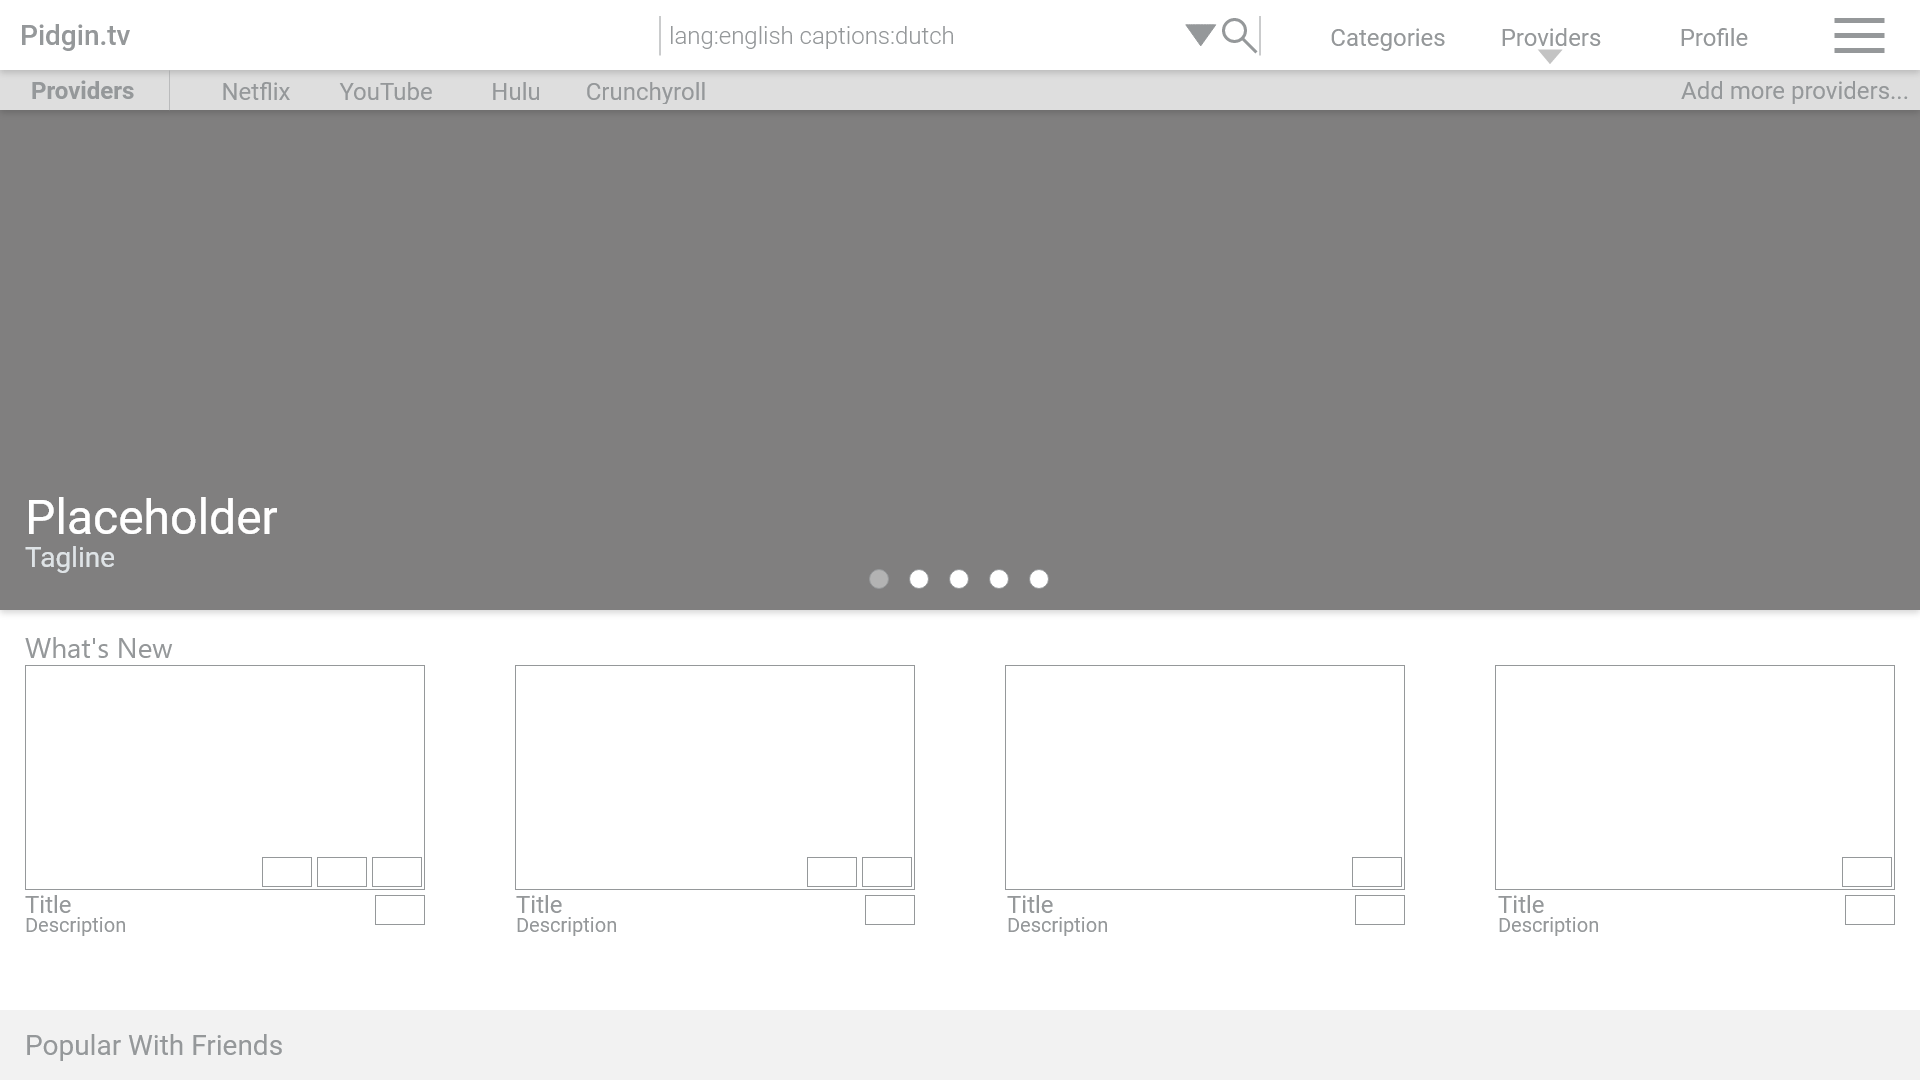 Pidgin.tv
lang:english captions:dutch
Categories
Providers
Profile
Providers
Netflix
YouTube
Hulu
Crunchyroll
Add more providers...
Placeholder
Tagline
What's New
Title
Description
Title
Description
Title
Description
Title
Description
Popular With Friends